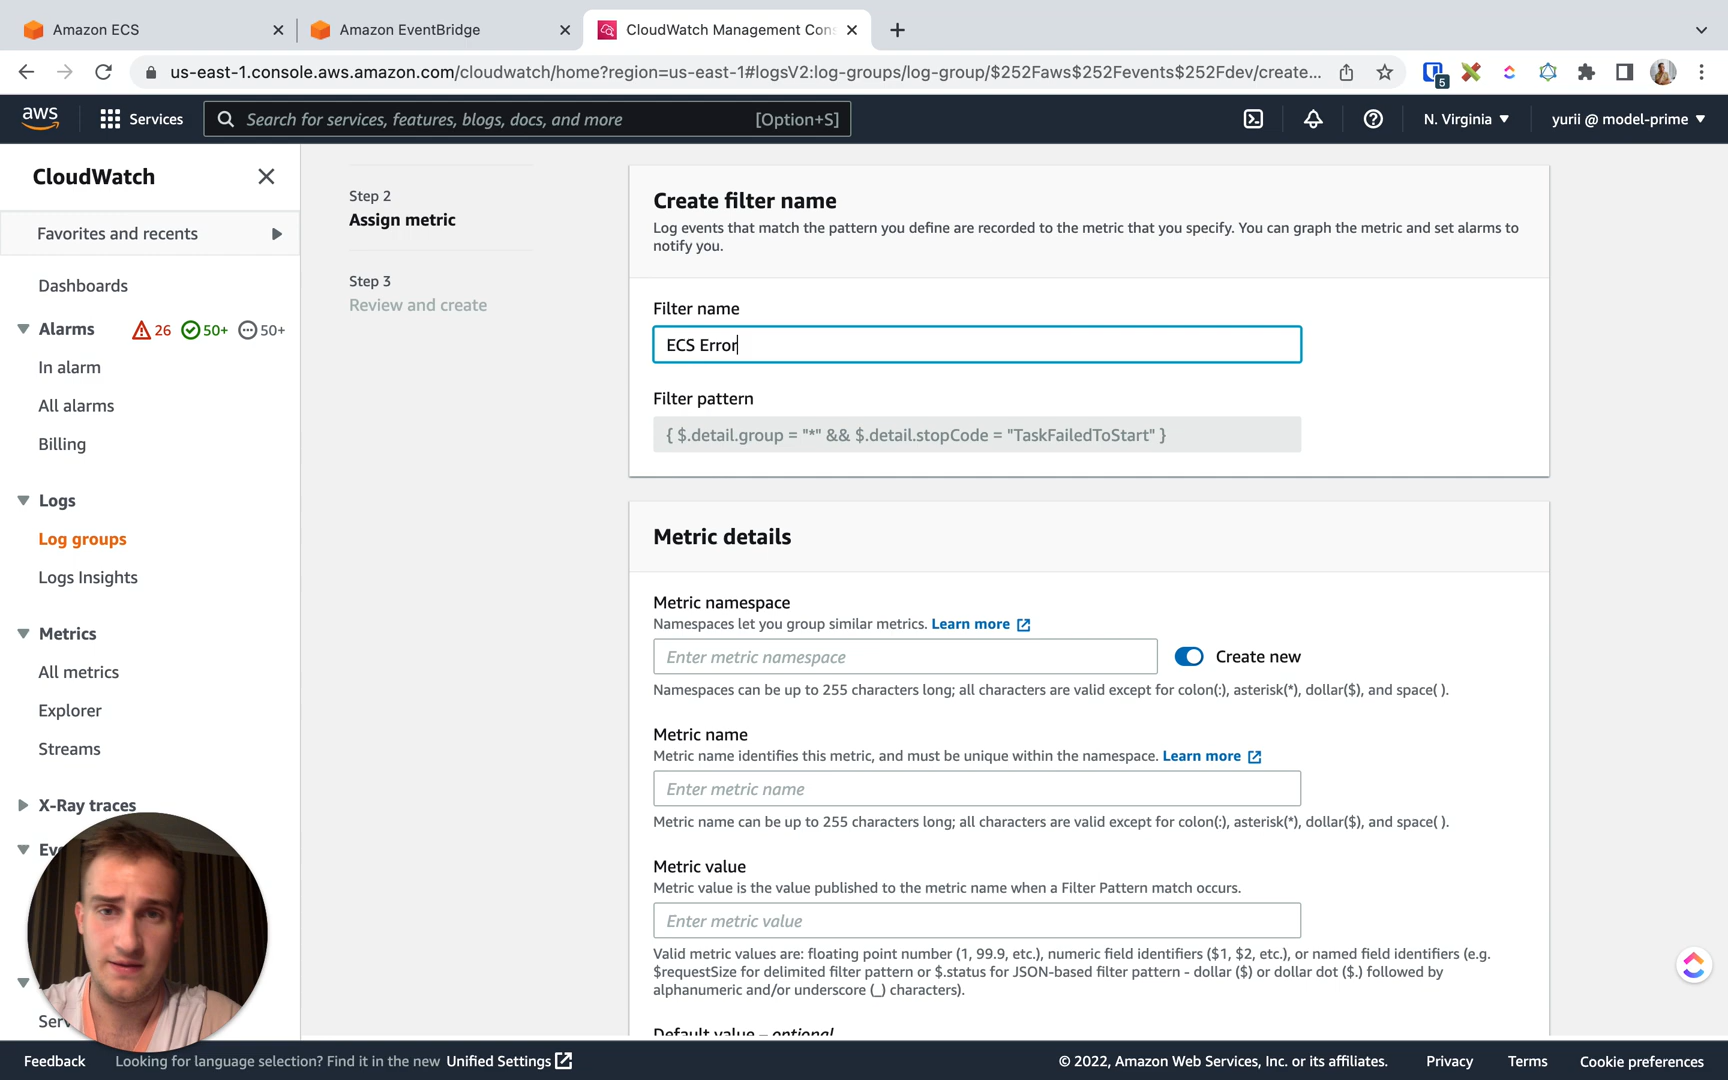 Amazon ECS
Amazon EventBridge
CloudWatch Management Con
us-east-1.console.aws.amazon.com/cloudwatch/home?region=us-east-1#logsV2:log-groups/log-group/$252Faws$252Fevents$252Fdev/create...
5
aws
Services
Search for services, features, blogs, docs, and more
[Option+S]
N. Virginia
yurii @ model-prime
CloudWatch
Favorites and recents
Dashboards
Alarms
26
50+
50+
In alarm
All alarms
Billing
Logs
Log groups
Logs Insights
Metrics
All metrics
Explorer
Streams
X-Ray traces
Eve
Serv
Step 2
Assign metric
Step 3
Review and create
Create filter name
Log events that match the pattern you define are recorded to the metric that you specify. You can graph the metric and set alarms to
notify you.
Filter name
ECS Error
Filter pattern
{ $.detail.group = "*" && $.detail.stopCode = "TaskFailedToStart" }
Metric details
Metric namespace
Namespaces let you group similar metrics. Learn more
Enter metric namespace
Create new
Namespaces can be up to 255 characters long; all characters are valid except for colon(:), asterisk(*), dollar($), and space( ).
Metric name
Metric name identifies this metric, and must be unique within the namespace. Learn more
Enter metric name
Metric name can be up to 255 characters long; all characters are valid except for colon(:), asterisk(*), dollar($), and space( ).
Metric value
Metric value is the value published to the metric name when a Filter Pattern match occurs.
Enter metric value
Valid metric values are: floating point number (1, 99.9, etc.), numeric field identifiers ($1, $2, etc.), or named field identifiers (e.g.
$requestSize for delimited filter pattern or $.status for JSON-based filter pattern - dollar ($) or dollar dot ($.) followed by
alphanumeric and/or underscore (_) characters).
Default value – optional
Feedback
Looking for language selection? Find it in the new Unified Settings
© 2022, Amazon Web Services, Inc. or its affiliates.
Privacy
Terms
Cookie preferences